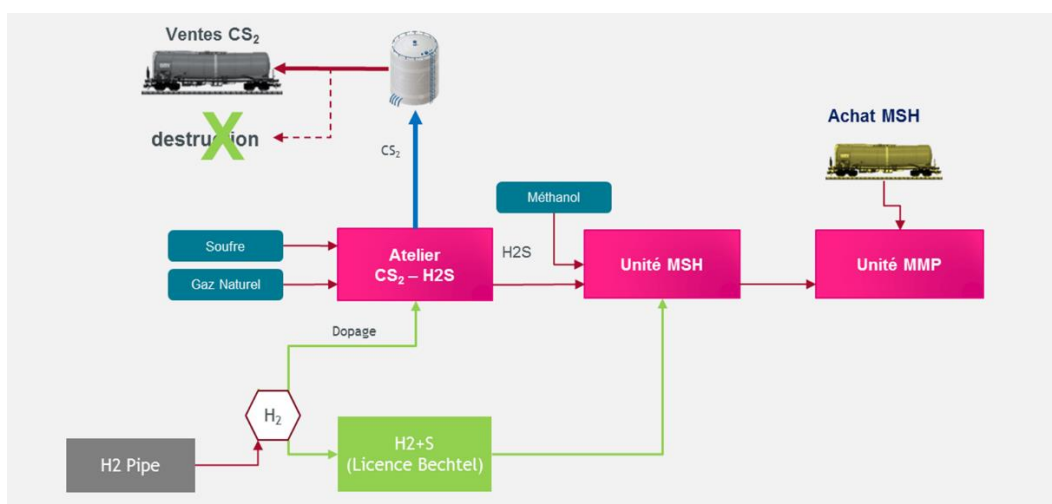 Ventes CS₂
destruction
CS₂
Achat MSH
Méthanol
Soufre
Gaz Naturel
Atelier
CS₂ – H2S
H2S
Unité MSH
Unité MMP
Dopage
H₂
H2 Pipe
H2+S
(Licence Bechtel)